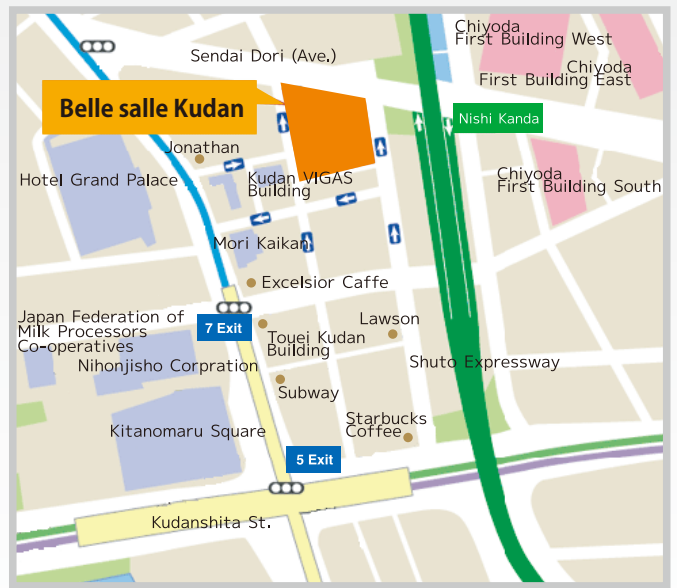 Chiyoda
First Building West
Sendai Dori (Ave.)
Chiyoda
First Building East
Belle salle Kudan
Nishi Kanda
Jonathan
Hotel Grand Palace
Kudan VIGAS
Building
Chiyoda
First Building South
Mori Kaikan
Excelsior Caffe
Japan Federation of
Milk Processors
Co-operatives
7 Exit
Lawson
Touei Kudan
Building
Nihonjisho Corpration
Shuto Expressway
Subway
Starbucks
Coffee
Kitanomaru Square
5 Exit
Kudanshita St.